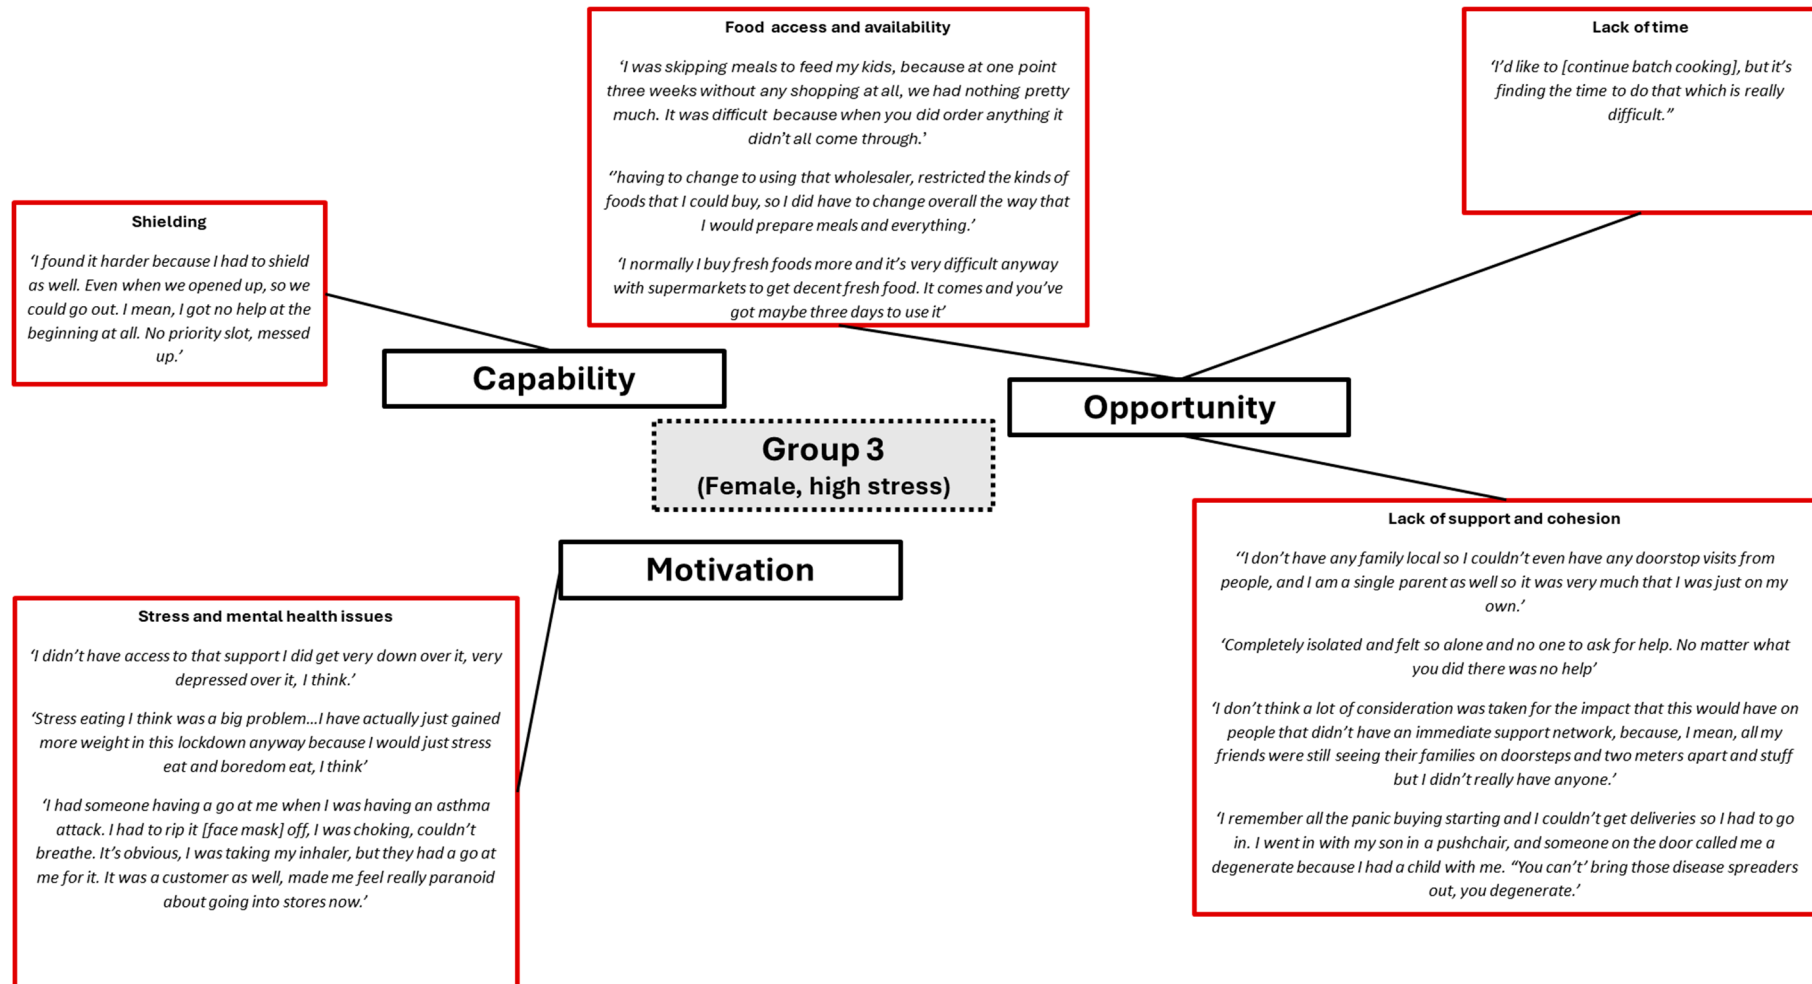 Food access and availability
‘I was skipping meals to feed my kids, because at one point
three weeks without any shopping at all, we had nothing pretty
much. It was difficult because when you did order anything it
didn’t all come through.’
‘’having to change to using that wholesaler, restricted the kinds of
foods that I could buy, so I did have to change overall the way that
I would prepare meals and everything.’
‘I normally I buy fresh foods more and it’s very difficult anyway
with supermarkets to get decent fresh food. It comes and you’ve
got maybe three days to use it’
Lack of time
‘I’d like to [continue batch cooking], but it’s
finding the time to do that which is really
difficult.”
Shielding
‘I found it harder because I had to shield
as well. Even when we opened up, so we
could go out. I mean, I got no help at the
beginning at all. No priority slot, messed
up.’
Capability
Opportunity
Group 3
(Female, high stress)
Motivation
Lack of support and cohesion
‘‘I don’t have any family local so I couldn’t even have any doorstop visits from
people, and I am a single parent as well so it was very much that I was just on my
own.’
‘Completely isolated and felt so alone and no one to ask for help. No matter what
you did there was no help’
‘I don’t think a lot of consideration was taken for the impact that this would have on
people that didn’t have an immediate support network, because, I mean, all my
friends were still seeing their families on doorsteps and two meters apart and stuff
but I didn’t really have anyone.’
‘I remember all the panic buying starting and I couldn’t get deliveries so I had to go
in. I went in with my son in a pushchair, and someone on the door called me a
degenerate because I had a child with me. “You can’t’ bring those disease spreaders
out, you degenerate.’
Stress and mental health issues
‘I didn’t have access to that support I did get very down over it, very
depressed over it, I think.’
‘Stress eating I think was a big problem…I have actually just gained
more weight in this lockdown anyway because I would just stress
eat and boredom eat, I think’
‘I had someone having a go at me when I was having an asthma
attack. I had to rip it [face mask] off, I was choking, couldn’t
breathe. It’s obvious, I was taking my inhaler, but they had a go at
me for it. It was a customer as well, made me feel really paranoid
about going into stores now.’